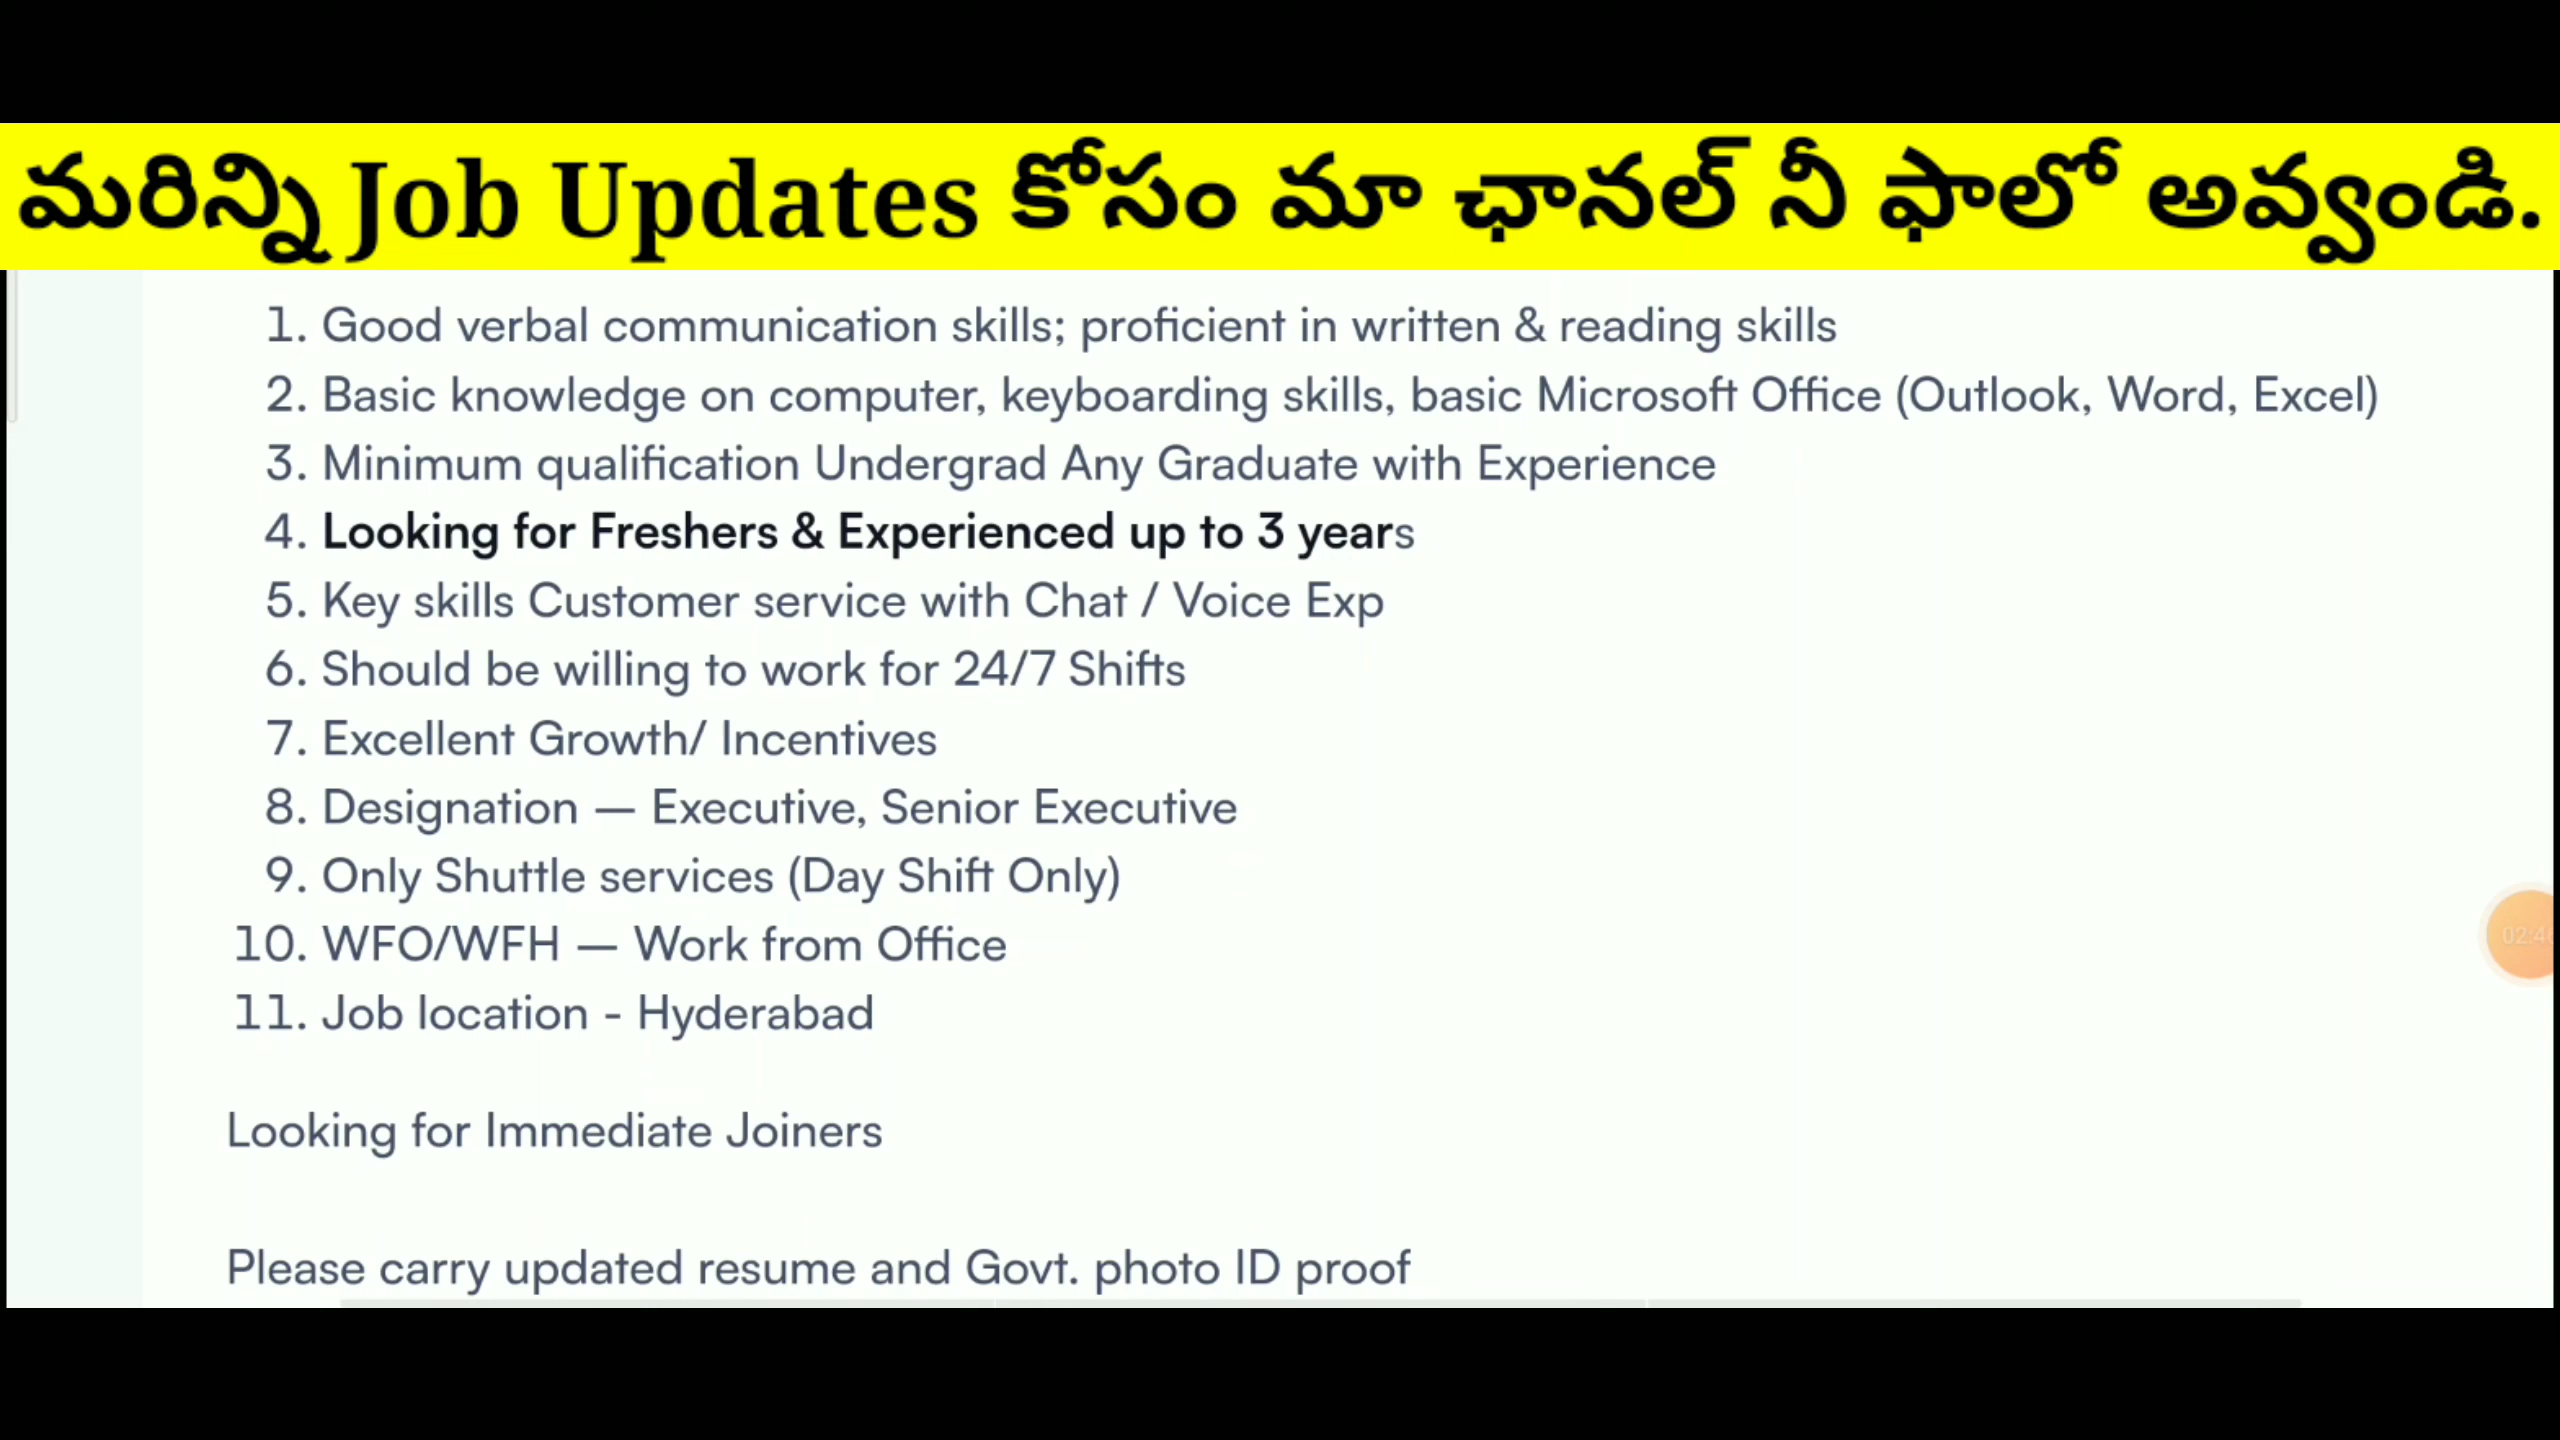 మరిన్ని Job Updates కోసం మా ఛానల్ నీ ఫాలో అవ్వండి.
1. Good verbal communication skills; proficient in written & reading skills
2. Basic knowledge on computer, keyboarding skills, basic Microsoft Office (Outlook, Word, Excel)
3. Minimum qualification Undergrad Any Graduate with Experience
4. Looking for Freshers & Experienced up to 3 years
5. Key skills Customer service with Chat / Voice Exp
6. Should be willing to work for 24/7 Shifts
7. Excellent Growth/ Incentives
8. Designation — Executive, Senior Executive
9. Only Shuttle services (Day Shift Only)
10. WFO/WFH — Work from Office
11. Job location - Hyderabad
Looking for Immediate Joiners
Please carry updated resume and Govt. photo ID proof